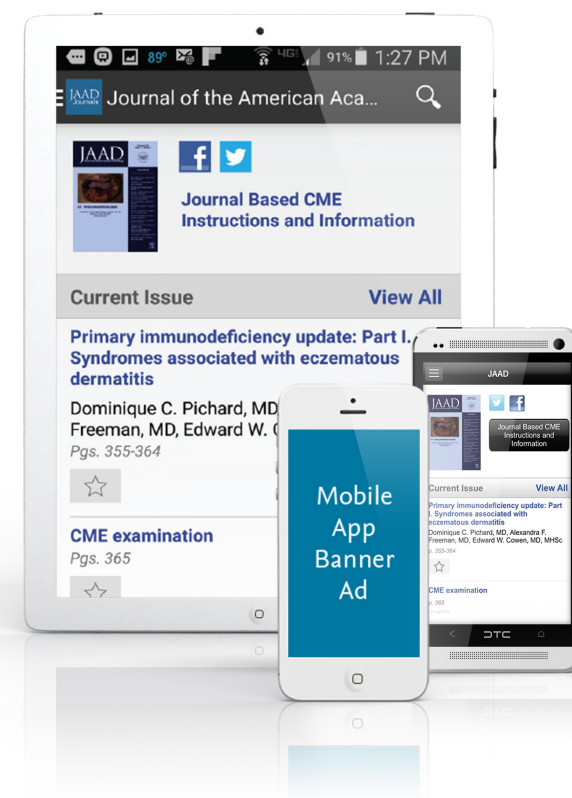 89° 4G 91% 1:27 PM
JAAD
Journals
Journal of the American Aca...
JAAD
Journal Based CME
Instructions and Information
Current Issue View All
Primary immunodeficiency update: Part I.
Syndromes associated with eczematous
dermatitis
Dominique C. Pichard, MD
Freeman, MD, Edward W.
Pgs. 355-364
CME examination
Pgs. 365
Mobile
App
Banner
Ad
JAAD
JAAD
Journal Based CME
Instructions and
Information
Current Issue View All
Primary immunodeficiency update: Part
I. Syndromes associated with
eczematous dermatitis
Dominique C. Pichard, MD, Alexandra F.
Freeman, MD, Edward W. Cowen, MD, MHSc
p. 355-364
CME examination
p. 365